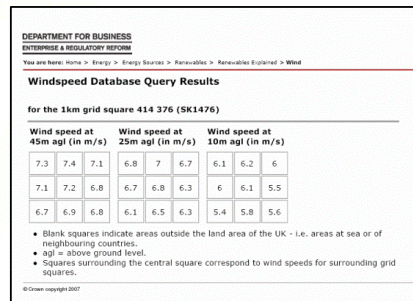 DEPARTMENT FOR BUSINESS
ENTERPRISE & REGULATORY REFORM
You are here: Home > Energy > Energy Sources > Renewables > Renewables Explained > Wind
Windspeed Database Query Results
for the 1km grid square 414 376 (SK1476)
Wind speed at 45m agl (in m/s)
7.3 7.4 7.1
7.1 7.2 6.8
6.7 6.9 6.8
Wind speed at 25m agl (in m/s)
6.8 7 6.7
6.7 6.8 6.3
6.1 6.5 6.3
Wind speed at 10m agl (in m/s)
6.1 6.2 6
6 6.1 5.5
5.4 5.8 5.6
• Blank squares indicate areas outside the land area of the UK - i.e. areas at sea or of
neighbouring countries.
• agl = above ground level.
• Squares surrounding the central square correspond to wind speeds for surrounding grid
squares.
© Crown copyright 2007